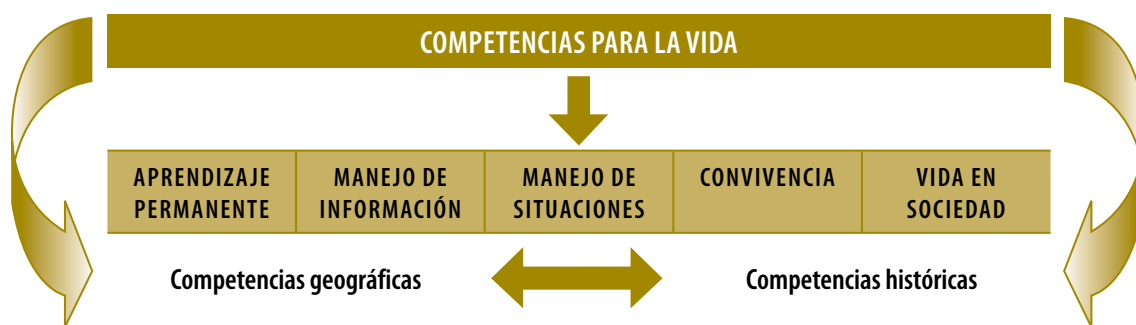 COMPETENCIAS PARA LA VIDA
APRENDIZAJE
PERMANENTE
MANEJO DE
INFORMACIÓN
MANEJO DE
SITUACIONES
CONVIVENCIA
VIDA EN
SOCIEDAD
Competencias geográficas
Competencias históricas